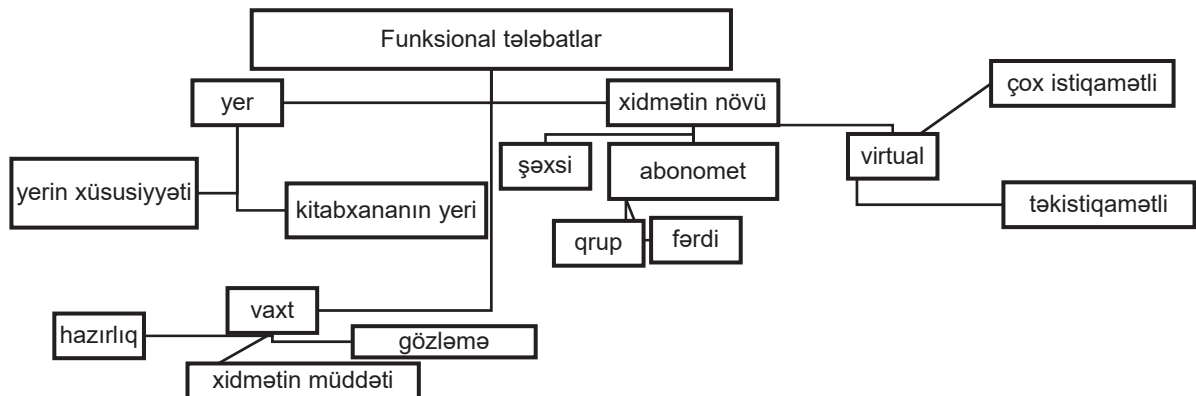 Funksional tələbatlar
yer
xidmətin növü
çox istiqamətli
şəxsi
abonomet
virtual
yerin xüsusiyyəti
kitabxananın yeri
təkistiqamətli
qrup
fərdi
vaxt
hazırlıq
gözləmə
xidmətin müddəti